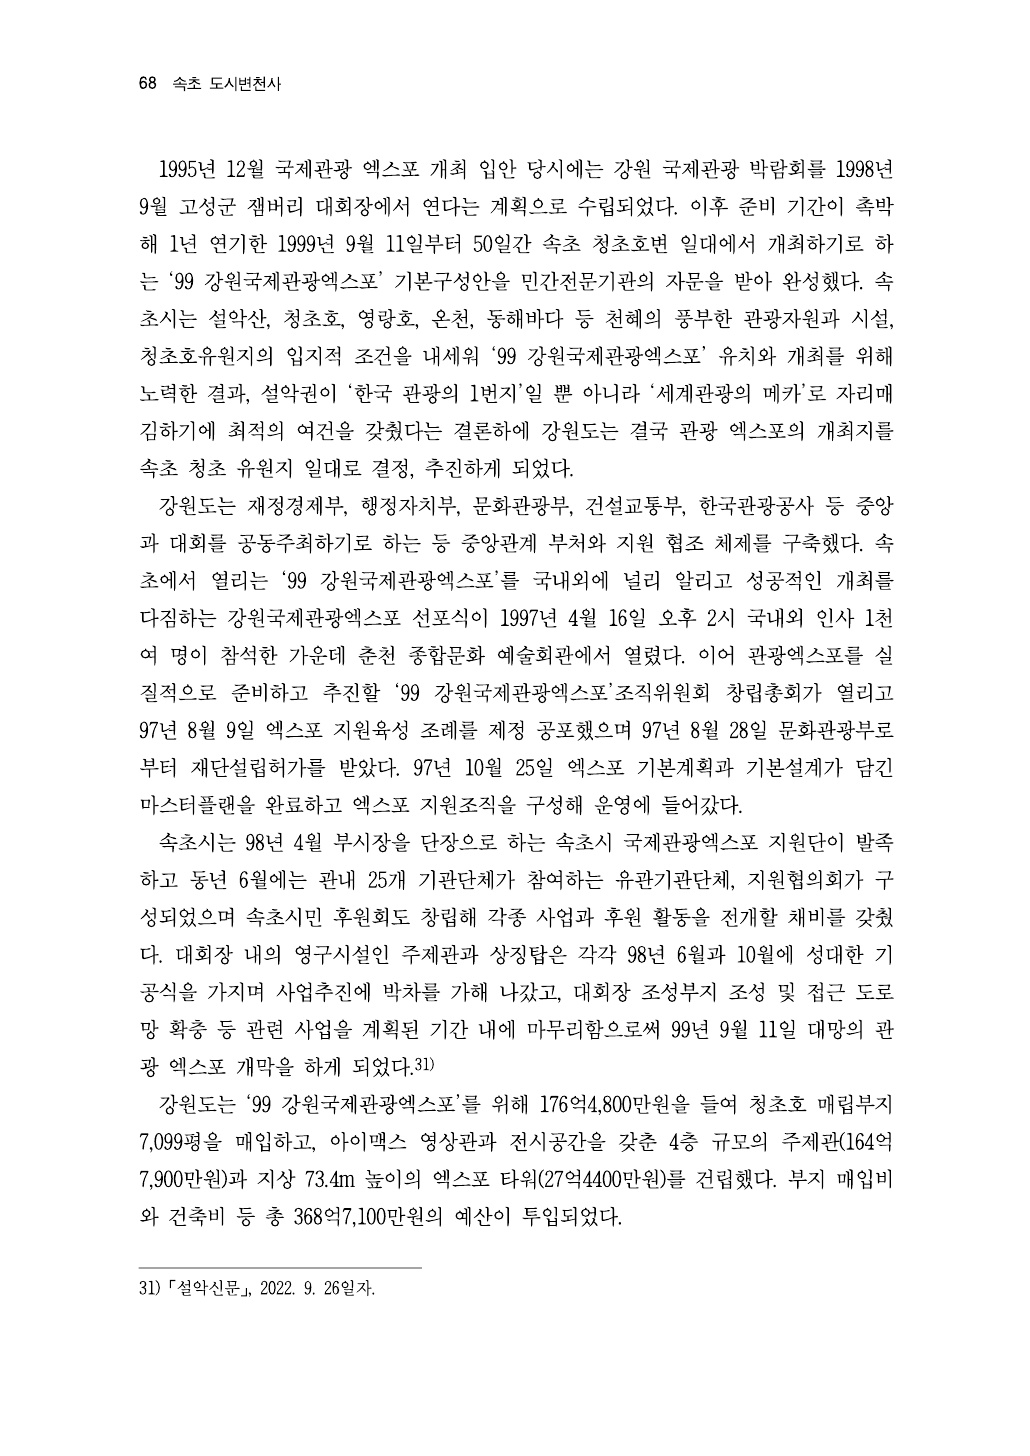 68 속초 도시변천사
1995년 12월 국제관광 엑스포 개최 입안 당시에는 강원 국제관광 박람회를 1998년
9월 고성군 잼버리 대회장에서 연다는 계획으로 수립되었다. 이후 준비 기간이 촉박
해 1년 연기한 1999년 9월 11일부터 50일간 속초 청초호변 일대에서 개최하기로 하
는 ‘99 강원국제관광엑스포’ 기본구성안을 민간전문기관의 자문을 받아 완성했다. 속
초시는 설악산, 청초호, 영랑호, 온천, 동해바다 등 천혜의 풍부한 관광자원과 시설,
청초호유원지의 입지적 조건을 내세워 ‘99 강원국제관광엑스포’ 유치와 개최를 위해
노력한 결과, 설악권이 ‘한국 관광의 1번지’일 뿐 아니라 ‘세계관광의 메카’로 자리매
김하기에 최적의 여건을 갖췄다는 결론하에 강원도는 결국 관광 엑스포의 개최지를
속초 청초 유원지 일대로 결정, 추진하게 되었다.
강원도는 재정경제부, 행정자치부, 문화관광부, 건설교통부, 한국관광공사 등 중앙
과 대회를 공동주최하기로 하는 등 중앙관계 부처와 지원 협조 체제를 구축했다. 속
초에서 열리는 ‘99 강원국제관광엑스포’를 국내외에 널리 알리고 성공적인 개최를
다짐하는 강원국제관광엑스포 선포식이 1997년 4월 16일 오후 2시 국내외 인사 1천
여 명이 참석한 가운데 춘천 종합문화 예술회관에서 열렸다. 이어 관광엑스포를 실
질적으로 준비하고 추진할 ‘99 강원국제관광엑스포’조직위원회 창립총회가 열리고
97년 8월 9일 엑스포 지원육성 조례를 제정 공포했으며 97년 8월 28일 문화관광부로
부터 재단설립허가를 받았다. 97년 10월 25일 엑스포 기본계획과 기본설계가 담긴
마스터플랜을 완료하고 엑스포 지원조직을 구성해 운영에 들어갔다.
속초시는 98년 4월 부시장을 단장으로 하는 속초시 국제관광엑스포 지원단이 발족
하고 동년 6월에는 관내 25개 기관단체가 참여하는 유관기관단체, 지원협의회가 구
성되었으며 속초시민 후원회도 창립해 각종 사업과 후원 활동을 전개할 채비를 갖췄
다. 대회장 내의 영구시설인 주제관과 상징탑은 각각 98년 6월과 10월에 성대한 기
공식을 가지며 사업추진에 박차를 가해 나갔고, 대회장 조성부지 조성 및 접근 도로
망 확충 등 관련 사업을 계획된 기간 내에 마무리함으로써 99년 9월 11일 대망의 관
광 엑스포 개막을 하게 되었다.31)
강원도는 ‘99 강원국제관광엑스포’를 위해 176억4,800만원을 들여 청초호 매립부지
7,099평을 매입하고, 아이맥스 영상관과 전시공간을 갖춘 4층 규모의 주제관(164억
7,900만원)과 지상 73.4m 높이의 엑스포 타워(27억4400만원)를 건립했다. 부지 매입비
와 건축비 등 총 368억7,100만원의 예산이 투입되었다.
31) 「설악신문」, 2022. 9. 26일자.